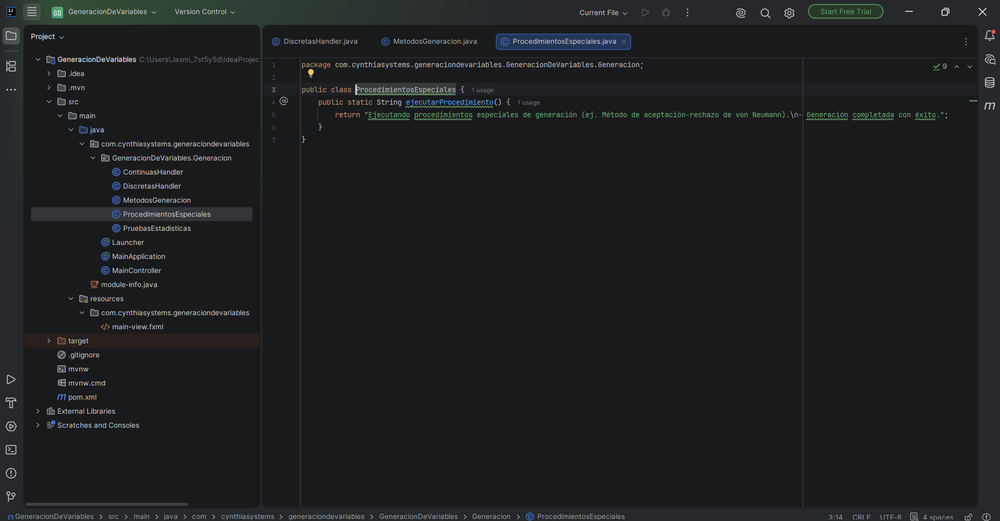 GD GeneracionDeVariables Version Control Current File Start Free Trial
Project
GeneracionDeVariables C:\Users\Jasmi_7st5y5d\IdeaProjec
.idea
.mvn
src
main
java
com.cynthiasystems.generaciondevariables
GeneracionDeVariables.Generacion
ContinuasHandler
DiscretasHandler
MetodosGeneracion
ProcedimientosEspeciales
PruebasEstadisticas
Launcher
MainApplication
MainController
module-info.java
resources
com.cynthiasystems.generaciondevariables
main-view.fxml
target
.gitignore
mvnw
mvnw.cmd
pom.xml
External Libraries
Scratches and Consoles
DiscretasHandler.java MetodosGeneracion.java ProcedimientosEspeciales.java
9
1 package com.cynthiasystems.generaciondevariables.GeneracionDeVariables.Generacion;
2
3 public class ProcedimientosEspeciales { 1 usage
4 public static String ejecutarProcedimiento() { 1 usage
5 return "Ejecutando procedimientos especiales de generación (ej. Método de aceptación-rechazo de von Neumann).\n- Generación completada con éxito.";
6 }
7 }
GeneracionDeVariables > src > main > java > com > cynthiasystems > generaciondevariables > GeneracionDeVariables > Generacion > ProcedimientosEspeciales 3:14 CRLF UTF-8 4 spaces